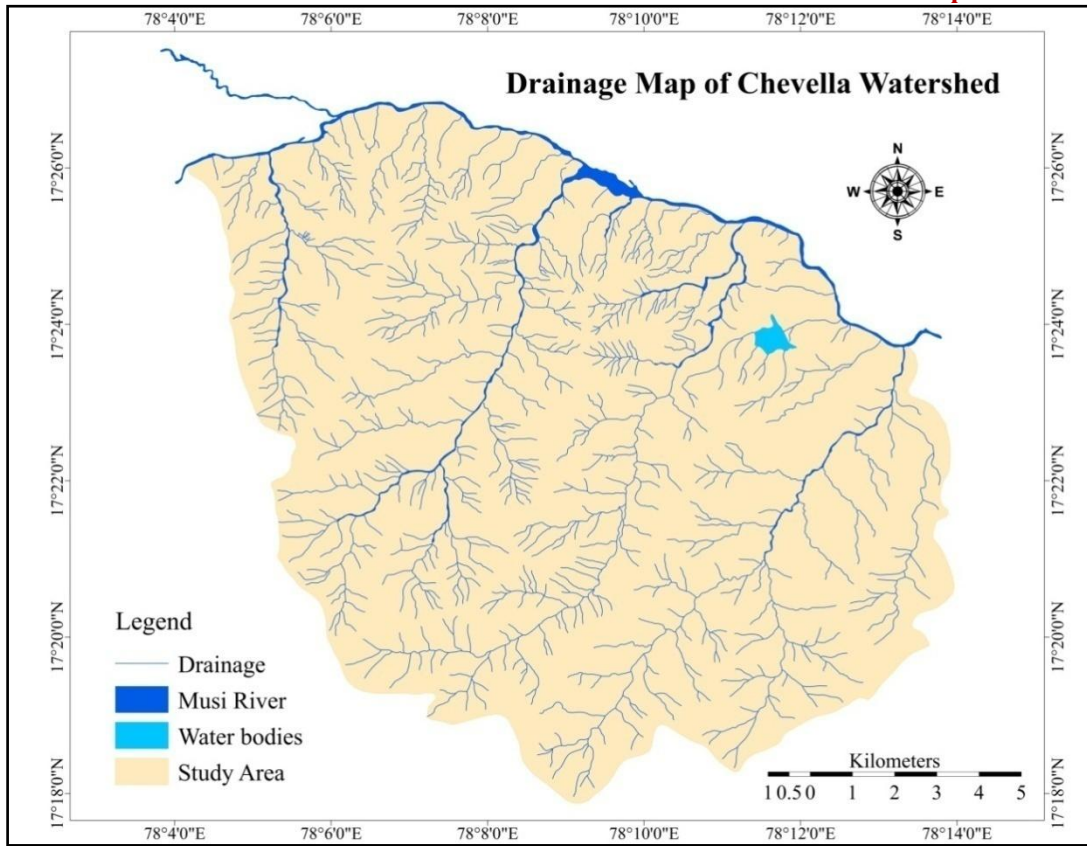 78°4'0"E 78°6'0"E 78°8'0"E 78°10'0"E 78°12'0"E 78°14'0"E
Drainage Map of Chevella Watershed
N
W E
S
17°26'0"N 17°26'0"N
17°24'0"N 17°24'0"N
17°22'0"N 17°22'0"N
17°20'0"N 17°20'0"N
17°18'0"N 17°18'0"N
Legend
Drainage
Musi River
Water bodies
Study Area
Kilometers
1 0.5 0 1 2 3 4 5
78°4'0"E 78°6'0"E 78°8'0"E 78°10'0"E 78°12'0"E 78°14'0"E